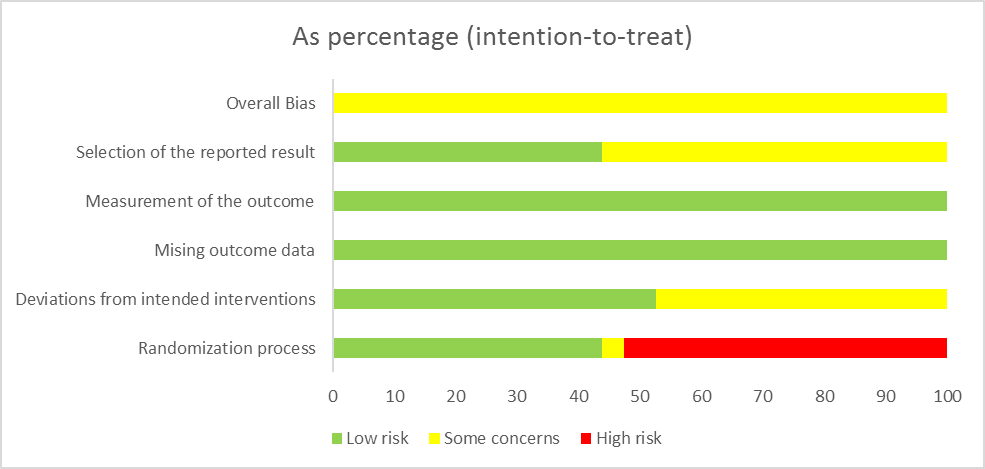 As percentage (intention-to-treat)
Overall Bias
Selection of the reported result
Measurement of the outcome
Mising outcome data
Deviations from intended interventions
Randomization process
0 10 20 30 40 50 60 70 80 90 100
Low risk Some concerns High risk